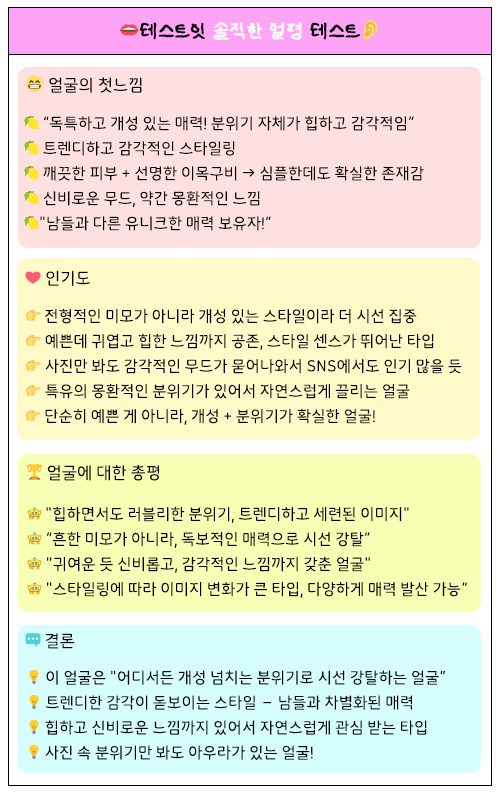 테스트잇 솔직한 얼평 테스트
얼굴의 첫느낌
"독특하고 개성 있는 매력! 분위기 자체가 힙하고 감각적임"
트렌디하고 감각적인 스타일링
깨끗한 피부 + 선명한 이목구비 → 심플한데도 확실한 존재감
신비로운 무드, 약간 몽환적인 느낌
"남들과 다른 유니크한 매력 보유자!"
인기도
전형적인 미모가 아니라 개성 있는 스타일이라 더 시선 집중
예쁜데 귀엽고 힙한 느낌까지 공존, 스타일 센스가 뛰어난 타입
사진만 봐도 감각적인 무드가 묻어나와서 SNS에서도 인기 많을 듯
특유의 몽환적인 분위기가 있어서 자연스럽게 끌리는 얼굴
단순히 예쁜 게 아니라, 개성 + 분위기가 확실한 얼굴!
얼굴에 대한 총평
"힙하면서도 러블리한 분위기, 트렌디하고 세련된 이미지"
"흔한 미모가 아니라, 독보적인 매력으로 시선 강탈"
"귀여운 듯 신비롭고, 감각적인 느낌까지 갖춘 얼굴"
"스타일링에 따라 이미지 변화가 큰 타입, 다양하게 매력 발산 가능"
결론
이 얼굴은 "어디서든 개성 넘치는 분위기로 시선 강탈하는 얼굴"
트렌디한 감각이 돋보이는 스타일 – 남들과 차별화된 매력
힙하고 신비로운 느낌까지 있어서 자연스럽게 관심 받는 타입
사진 속 분위기만 봐도 아우라가 있는 얼굴!